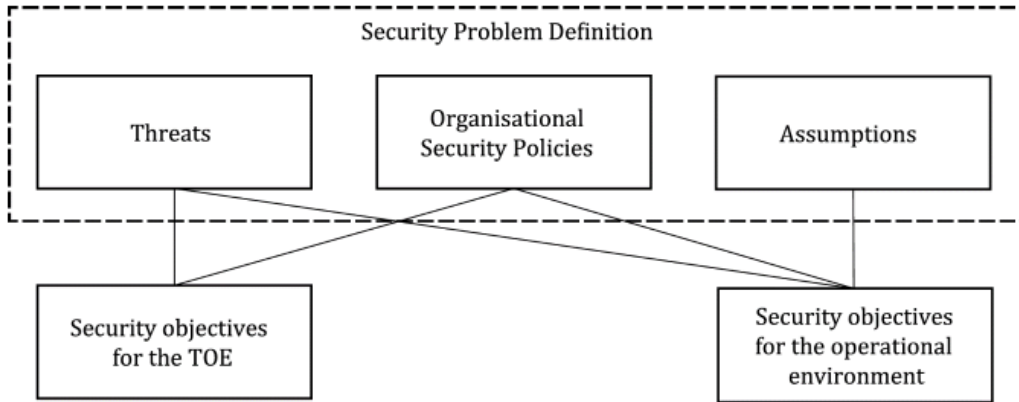 Security Problem Definition
Threats
Organisational
Security Policies
Assumptions
Security objectives
for the TOE
Security objectives
for the operational
environment